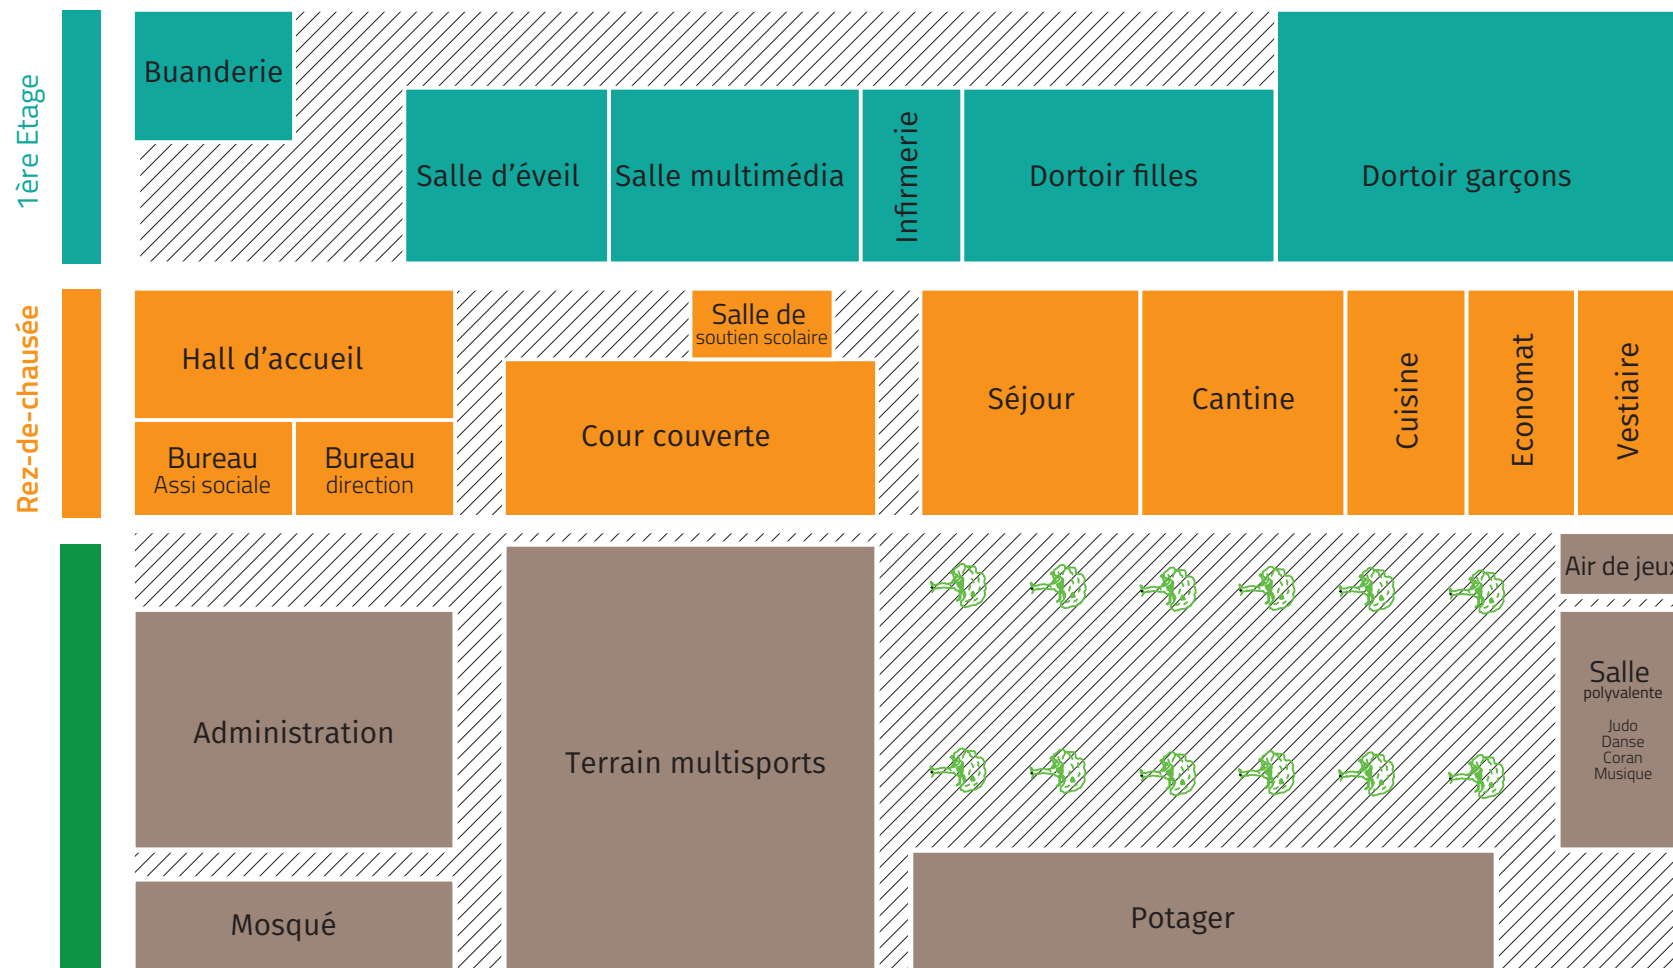 1ère Etage
Buanderie
Salle d'éveil
Salle multimédia
Infirmerie
Dortoir filles
Dortoir garçons
Rez-de-chausée
Hall d'accueil
Bureau
Assi sociale
Bureau
direction
Salle de
soutien scolaire
Cour couverte
Séjour
Cantine
Cuisine
Economat
Vestiaire
Administration
Mosqué
Terrain multisports
Potager
Air de jeux
Salle
polyvalente
Judo
Danse
Coran
Musique